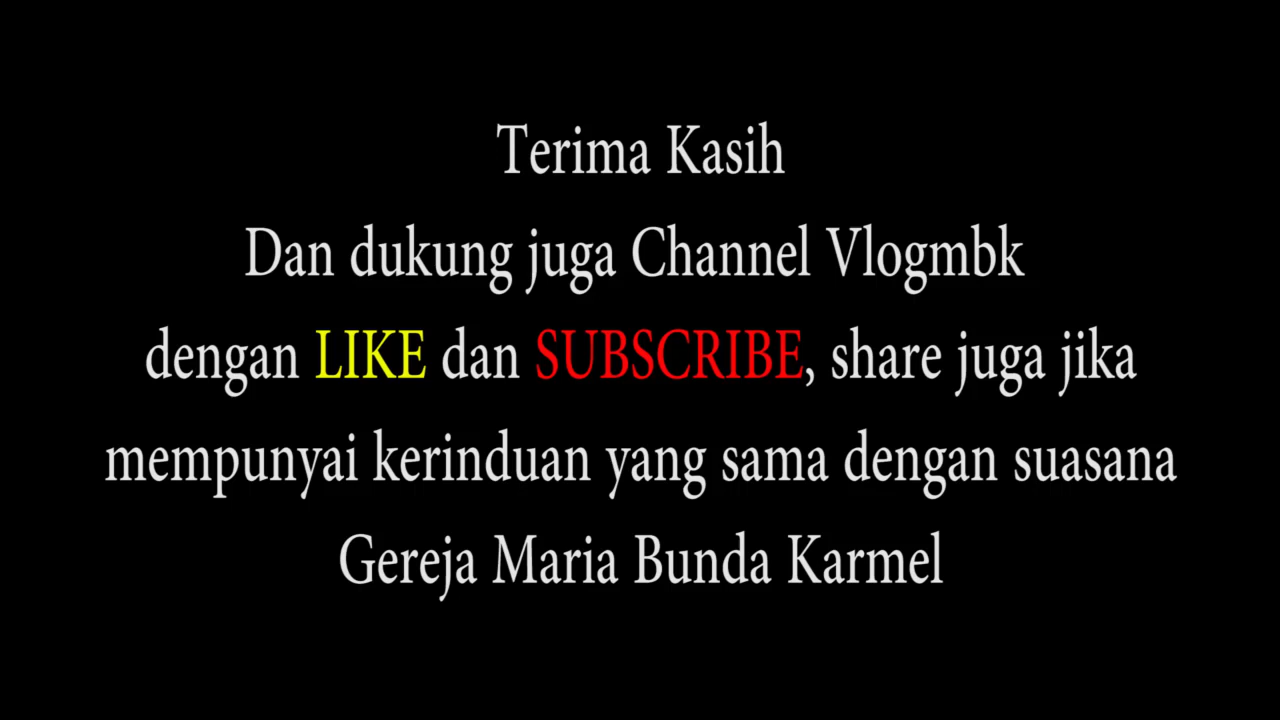 Terima Kasih
Dan dukung juga Channel Vlogmbk
dengan LIKE dan SUBSCRIBE, share juga jika
mempunyai kerinduan yang sama dengan suasana
Gereja Maria Bunda Karmel